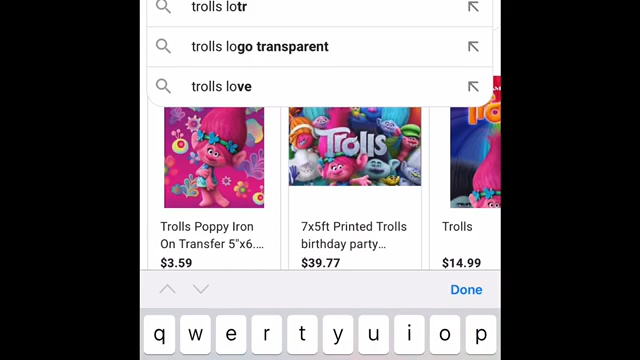 trolls lotr
trolls logo transparent
trolls love
Trolls
Trolls Poppy Iron
On Transfer 5"x6....
$3.59
7x5ft Printed Trolls
birthday party...
$39.77
Trolls
$14.99
Done
q w e r t y u i o p